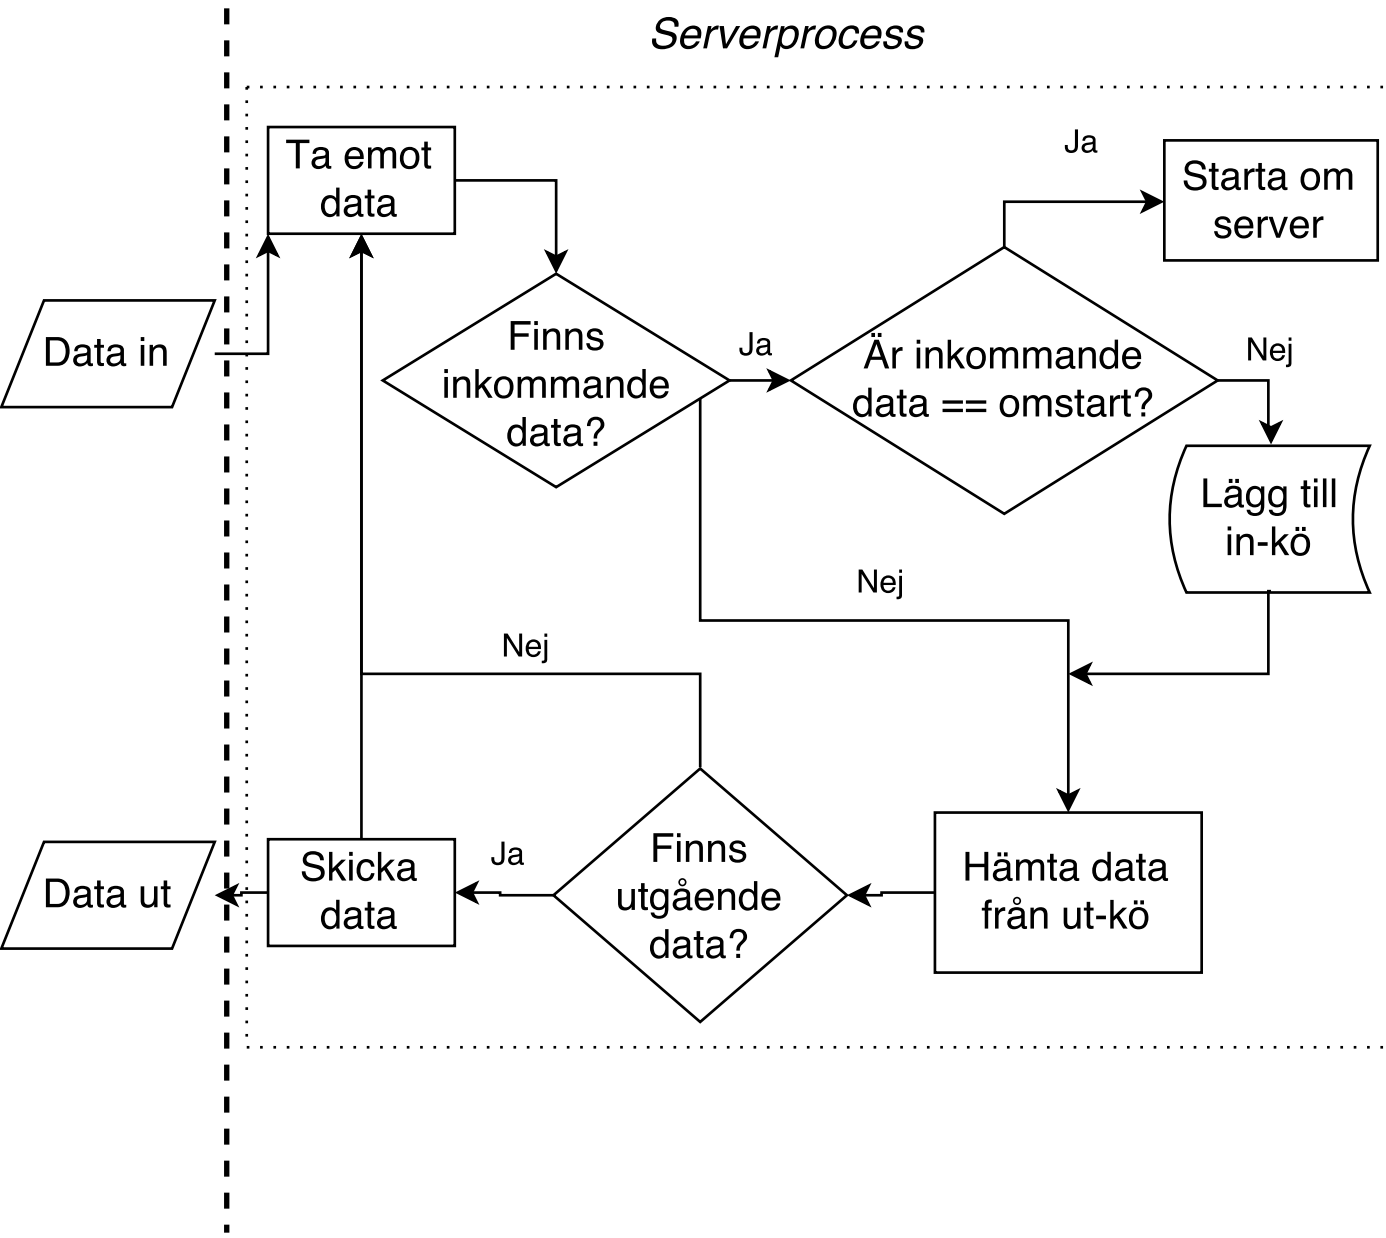 Serverprocess
Ta emot
data
Ja
Starta om
server
Data in
Finns
inkommande
data?
Ja
Är inkommande
data == omstart?
Nej
Lägg till
in-kö
Nej
Nej
Data ut
Skicka
data
Ja
Finns
utgående
data?
Hämta data
från ut-kö